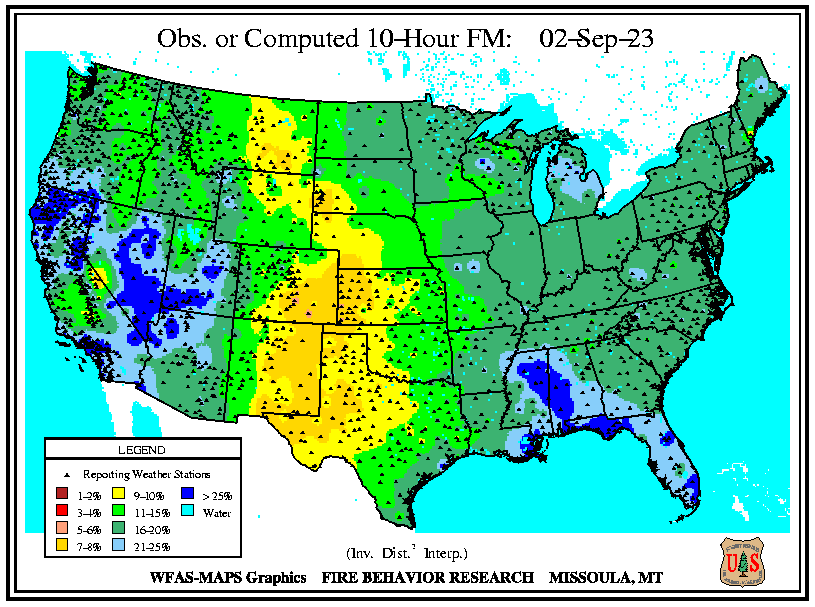 Obs. or Computed 10-Hour FM: 02-Sep-23
LEGEND
Reporting Weather Stations
1-2% 9-10% > 25%
3-4% 11-15% Water
5-6% 16-20%
7-8% 21-25%
(Inv. Dist.² Interp.)
WFAS-MAPS Graphics FIRE BEHAVIOR RESEARCH MISSOULA, MT
U S